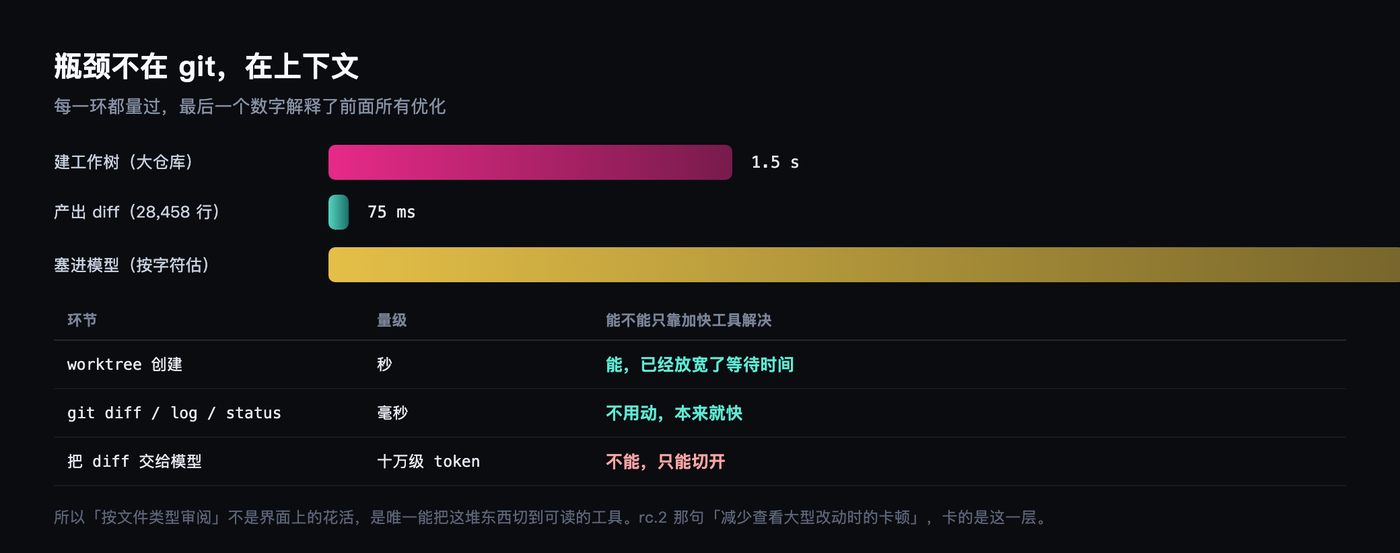 瓶颈不在 git，在上下文
每一环都量过，最后一个数字解释了前面所有优化
建工作树（大仓库） 1.5 s
产出 diff（28,458 行） 75 ms
塞进模型（按字符估）
环节 量级 能不能只靠加快工具解决
worktree 创建 秒 能，已经放宽了等待时间
git diff / log / status 毫秒 不用动，本来就快
把 diff 交给模型 十万级 token 不能，只能切开
所以「按文件类型审阅」不是界面上的花活，是唯一能把这堆东西切到可读的工具。rc.2 那句「减少查看大型改动时的卡顿」，卡的是这一层。